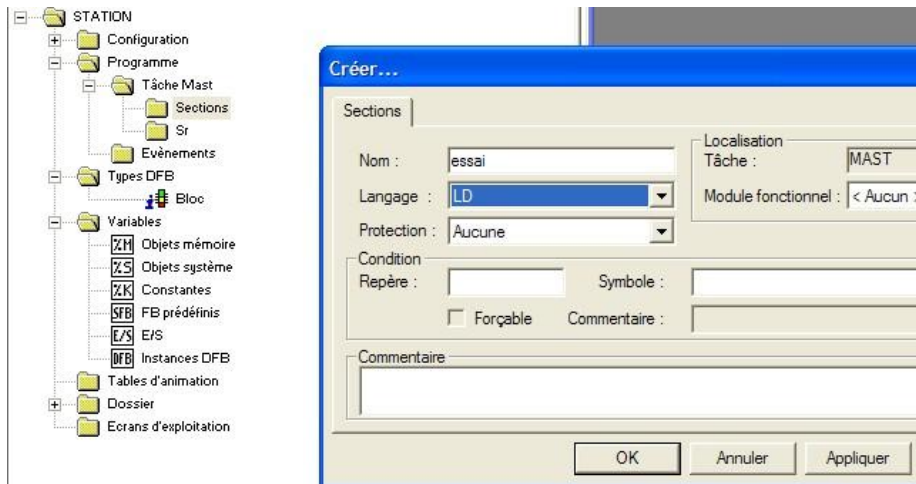 STATION
Configuration
Programme
Tâche Mast
Sections
Sr
Evènements
Types DFB
Bloc
Variables
%M Objets mémoire
%S Objets système
%K Constantes
SFB FB prédéfinis
E/S E/S
DFB Instances DFB
Tables d'animation
Dossier
Ecrans d'exploitation
Créer...
Sections
Nom : essai
Langage : LD
Protection : Aucune
Localisation
Tâche : MAST
Module fonctionnel : < Aucun >
Condition
Repère : Symbole :
Forçable Commentaire :
Commentaire
OK Annuler Appliquer